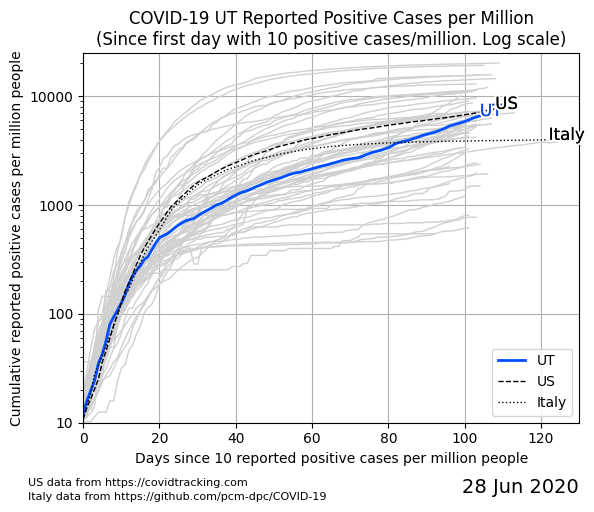 COVID-19 UT Reported Positive Cases per Million
(Since first day with 10 positive cases/million. Log scale)
Cumulative reported positive cases per million people
10000
1000
100
10
UT
US
Italy
UT
US
Italy
0
20
40
60
80
100
120
Days since 10 reported positive cases per million people
US data from https://covidtracking.com
Italy data from https://github.com/pcm-dpc/COVID-19
28 Jun 2020